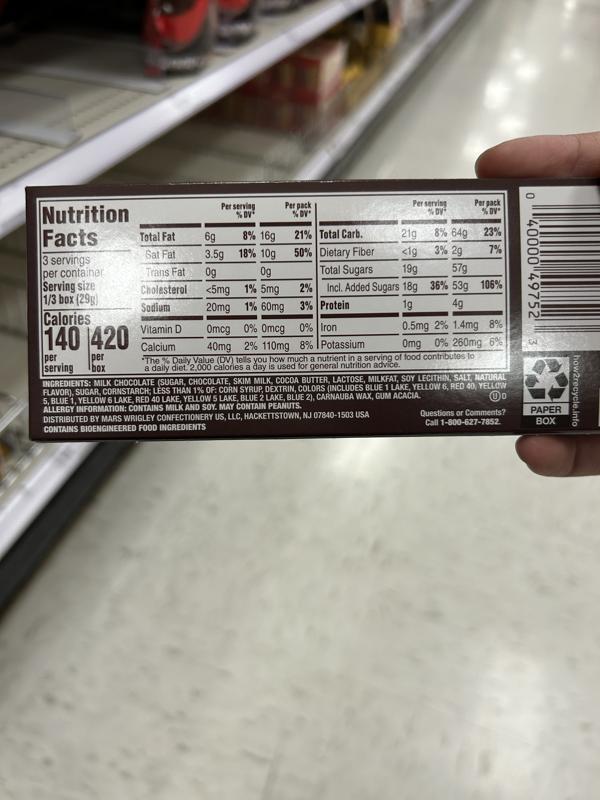 Nutrition Facts
3 servings per container
Serving size 1/3 box (29g)
Calories
140 per serving
420 per box
Per serving % DV* Per pack % DV*
Total Fat 6g 8% 16g 21%
Sat Fat 3.5g 18% 10g 50%
Trans Fat 0g 0g
Cholesterol <5mg 1% 5mg 2%
Sodium 20mg 1% 60mg 3%
Vitamin D 0mcg 0% 0mcg 0%
Calcium 40mg 2% 110mg 8%
Per serving % DV* Per pack % DV*
Total Carb. 21g 8% 64g 23%
Dietary Fiber <1g 3% 2g 7%
Total Sugars 19g 57g
Incl. Added Sugars 18g 36% 53g 106%
Protein 1g 4g
Iron 0.5mg 2% 1.4mg 8%
Potassium 0mg 0% 260mg 6%
*The % Daily Value (DV) tells you how much a nutrient in a serving of food contributes to
a daily diet. 2,000 calories a day is used for general nutrition advice.
INGREDIENTS: MILK CHOCOLATE (SUGAR, CHOCOLATE, SKIM MILK, COCOA BUTTER, LACTOSE, MILKFAT, SOY LECITHIN, SALT, NATURAL
FLAVOR), SUGAR, CORNSTARCH; LESS THAN 1% OF: CORN SYRUP, DEXTRIN, COLORS (INCLUDES BLUE 1 LAKE, YELLOW 6, RED 40, YELLOW
5, BLUE 1, YELLOW 6 LAKE, RED 40 LAKE, YELLOW 5 LAKE, BLUE 2 LAKE, BLUE 2), CARNAUBA WAX, GUM ACACIA.
ALLERGY INFORMATION: CONTAINS MILK AND SOY. MAY CONTAIN PEANUTS.
DISTRIBUTED BY MARS WRIGLEY CONFECTIONERY US, LLC, HACKETTSTOWN, NJ 07840-1503 USA
CONTAINS BIOENGINEERED FOOD INGREDIENTS
U D
Questions or Comments?
Call 1-800-627-7852.
0 40000 49752 3
PAPER
BOX
how2recycle.info